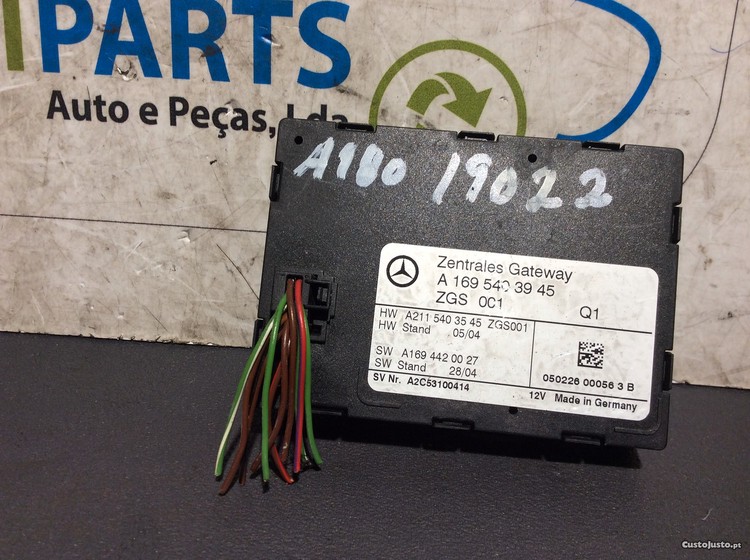 PARTS
Auto e Peças, Lda
A180 19022
Zentrales Gateway
A 169 540 39 45
ZGS 001 Q1
HW A211 540 35 45 ZGS001
HW Stand 05/04
SW A169 442 00 27
SW Stand 28/04
SV Nr. A2C53100414
050226 00056 3 B
12V Made in Germany
CustoJusto.pt